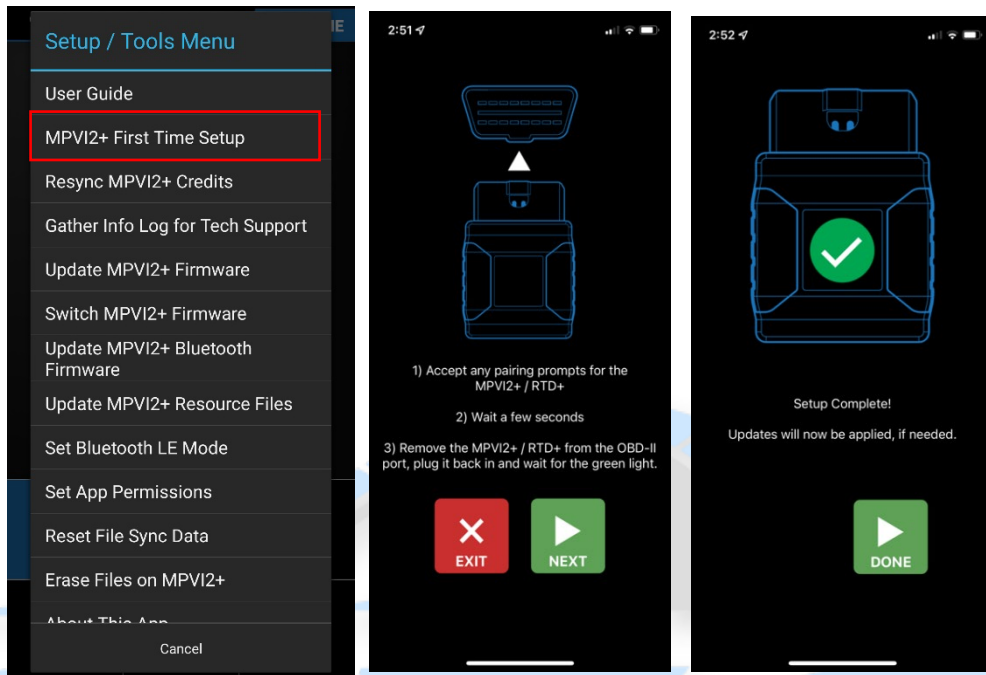 NE
Setup / Tools Menu
User Guide
MPVI2+ First Time Setup
Resync MPVI2+ Credits
Gather Info Log for Tech Support
Update MPVI2+ Firmware
Switch MPVI2+ Firmware
Update MPVI2+ Bluetooth
Firmware
Update MPVI2+ Resource Files
Set Bluetooth LE Mode
Set App Permissions
Reset File Sync Data
Erase Files on MPVI2+
About This App
Cancel
2:51
1) Accept any pairing prompts for the
MPVI2+ / RTD+
2) Wait a few seconds
3) Remove the MPVI2+ / RTD+ from the OBD-II
port, plug it back in and wait for the green light.
EXIT
NEXT
2:52
Setup Complete!
Updates will now be applied, if needed.
DONE